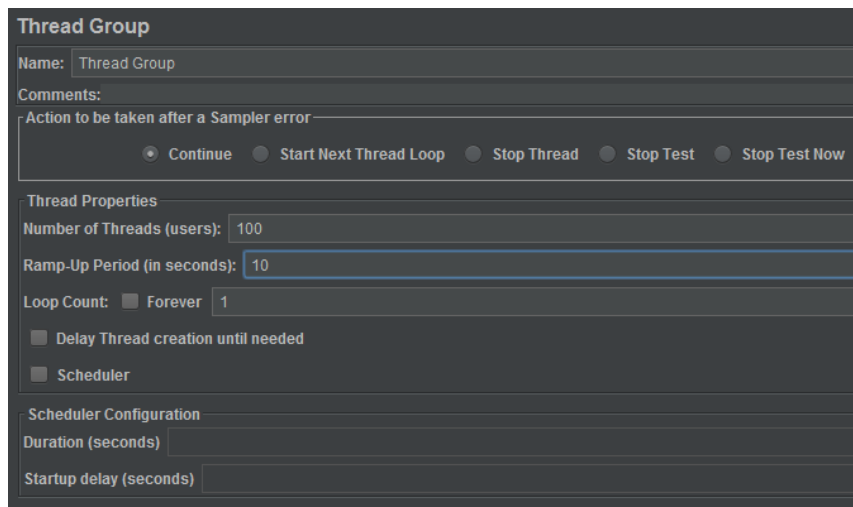 Thread Group
Name: Thread Group
Comments:
Action to be taken after a Sampler error
Continue Start Next Thread Loop Stop Thread Stop Test Stop Test Now
Thread Properties
Number of Threads (users): 100
Ramp-Up Period (in seconds): 10
Loop Count: Forever 1
Delay Thread creation until needed
Scheduler
Scheduler Configuration
Duration (seconds)
Startup delay (seconds)